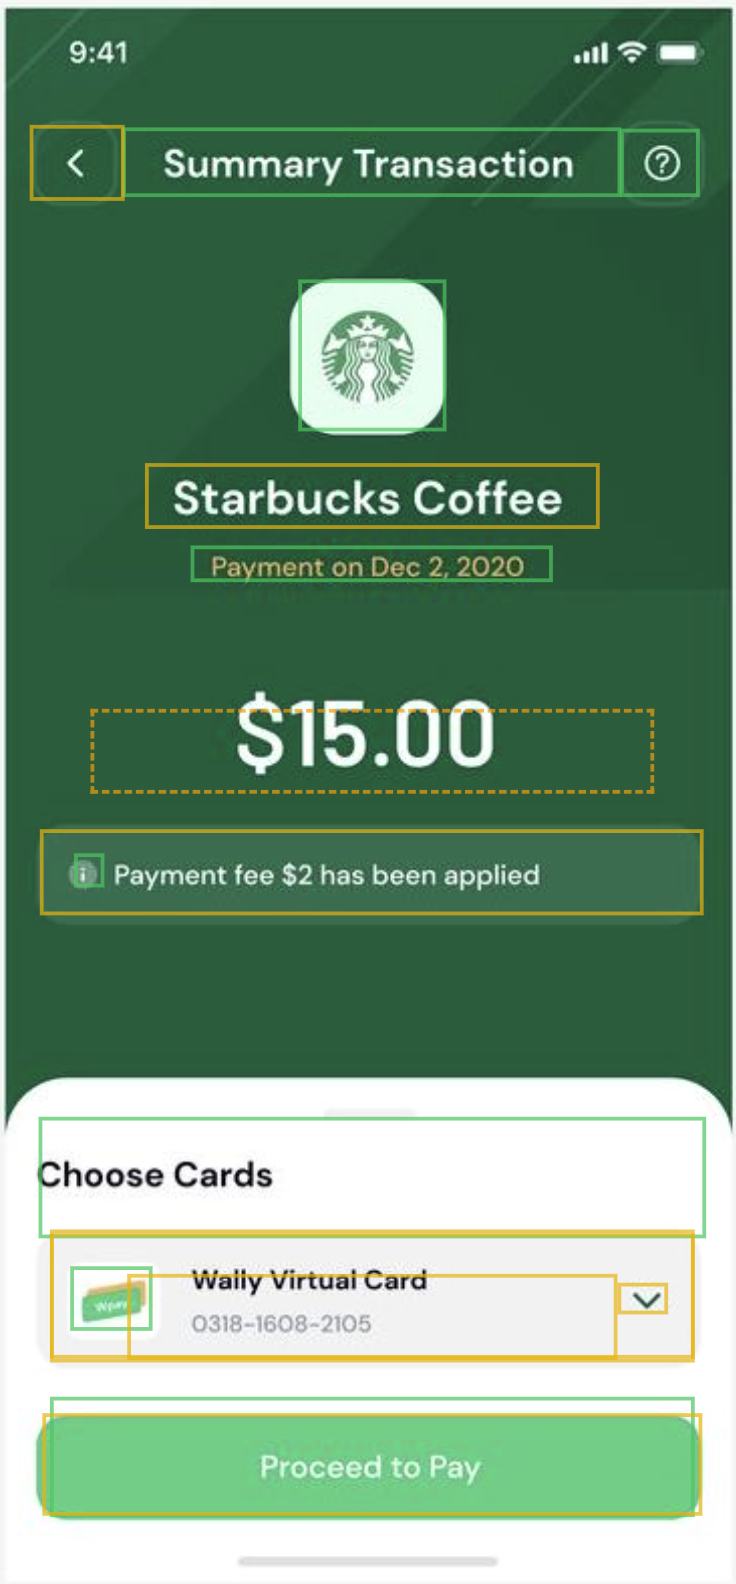 9:41
Summary Transaction
Starbucks Coffee
Payment on Dec 2, 2020
$15.00
Payment fee $2 has been applied
Choose Cards
Wally Virtual Card
0318-1608-2105
Proceed to Pay